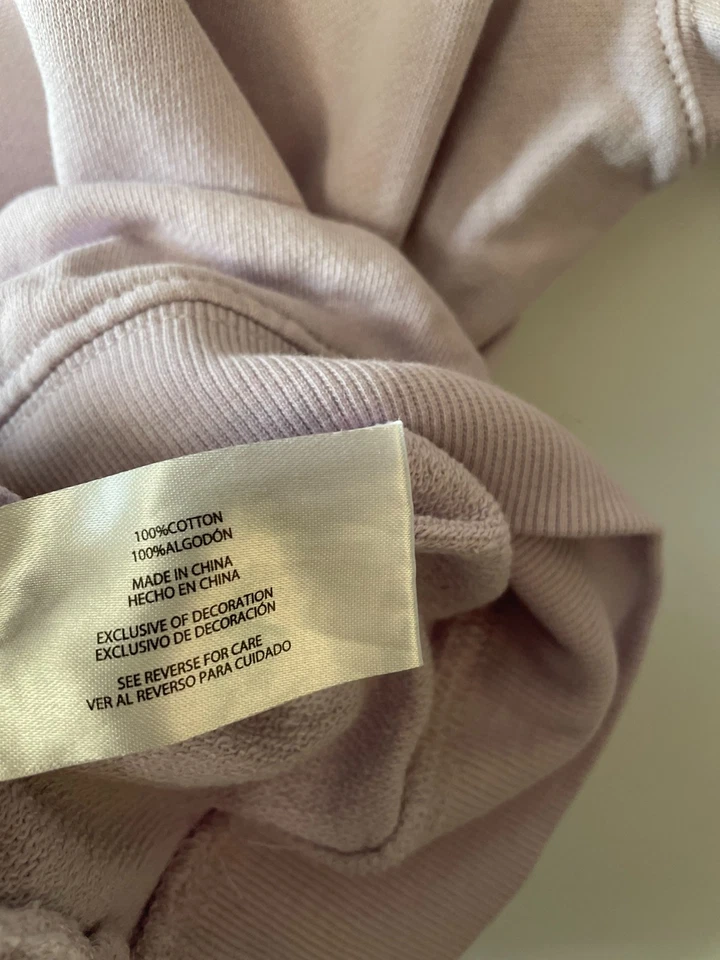 100%COTTON
100%ALGODÓN
MADE IN CHINA
HECHO EN CHINA
EXCLUSIVE OF DECORATION
EXCLUSIVO DE DECORACIÓN
SEE REVERSE FOR CARE
VER AL REVERSO PARA CUIDADO